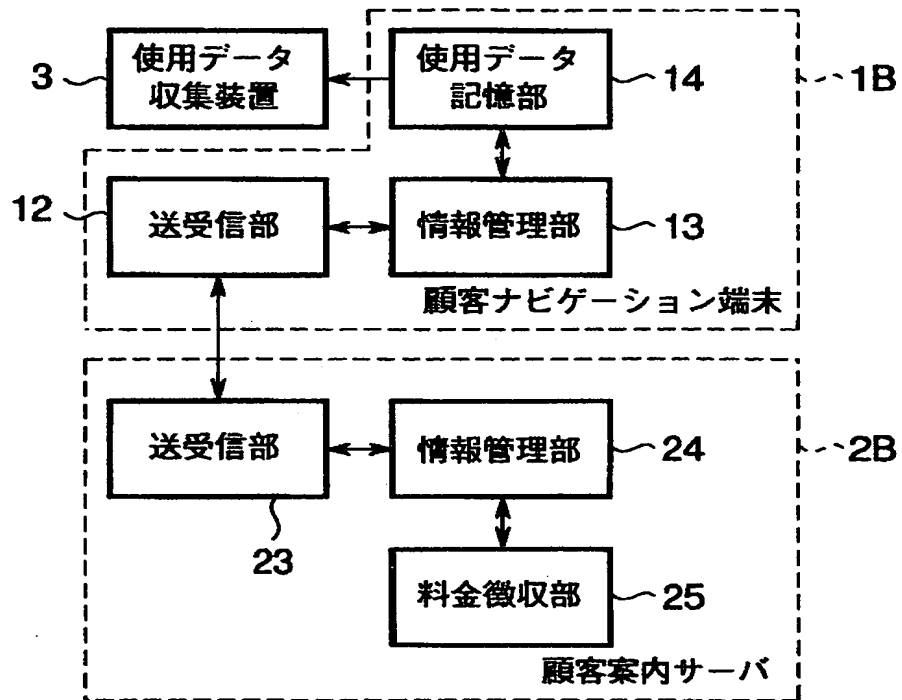 3
使用データ
収集装置
使用データ
記憶部
14
1B
12
送受信部
情報管理部
13
顧客ナビゲーション端末
送受信部
情報管理部
24
2B
23
料金徴収部
25
顧客案内サーバ